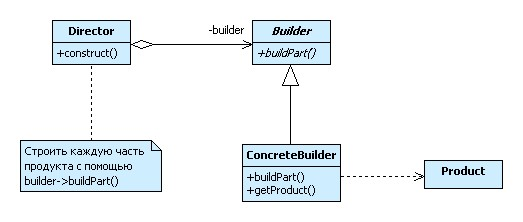 Director
+construct()
-builder
Builder
+buildPart()
Строить каждую часть
продукта с помощью
builder->buildPart()
ConcreteBuilder
+buildPart()
+getProduct()
Product